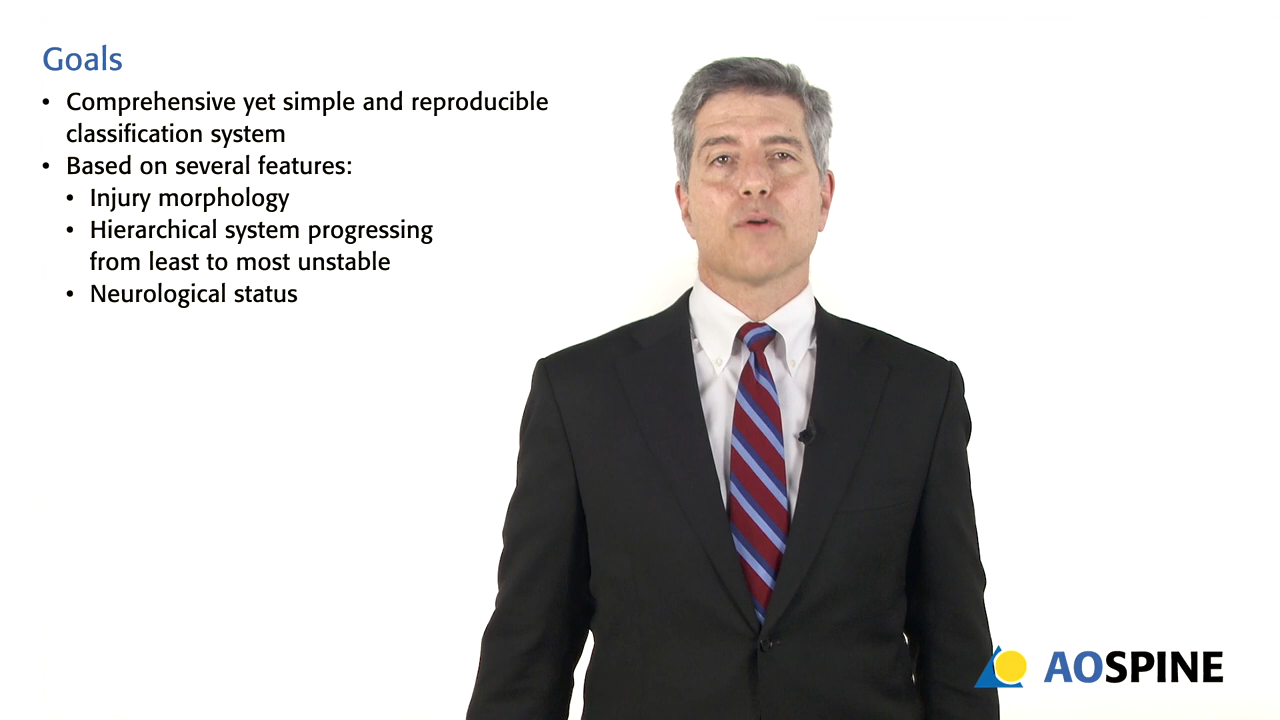 Goals
• Comprehensive yet simple and reproducible
classification system
• Based on several features:
• Injury morphology
• Hierarchical system progressing
from least to most unstable
• Neurological status
AOSPINE